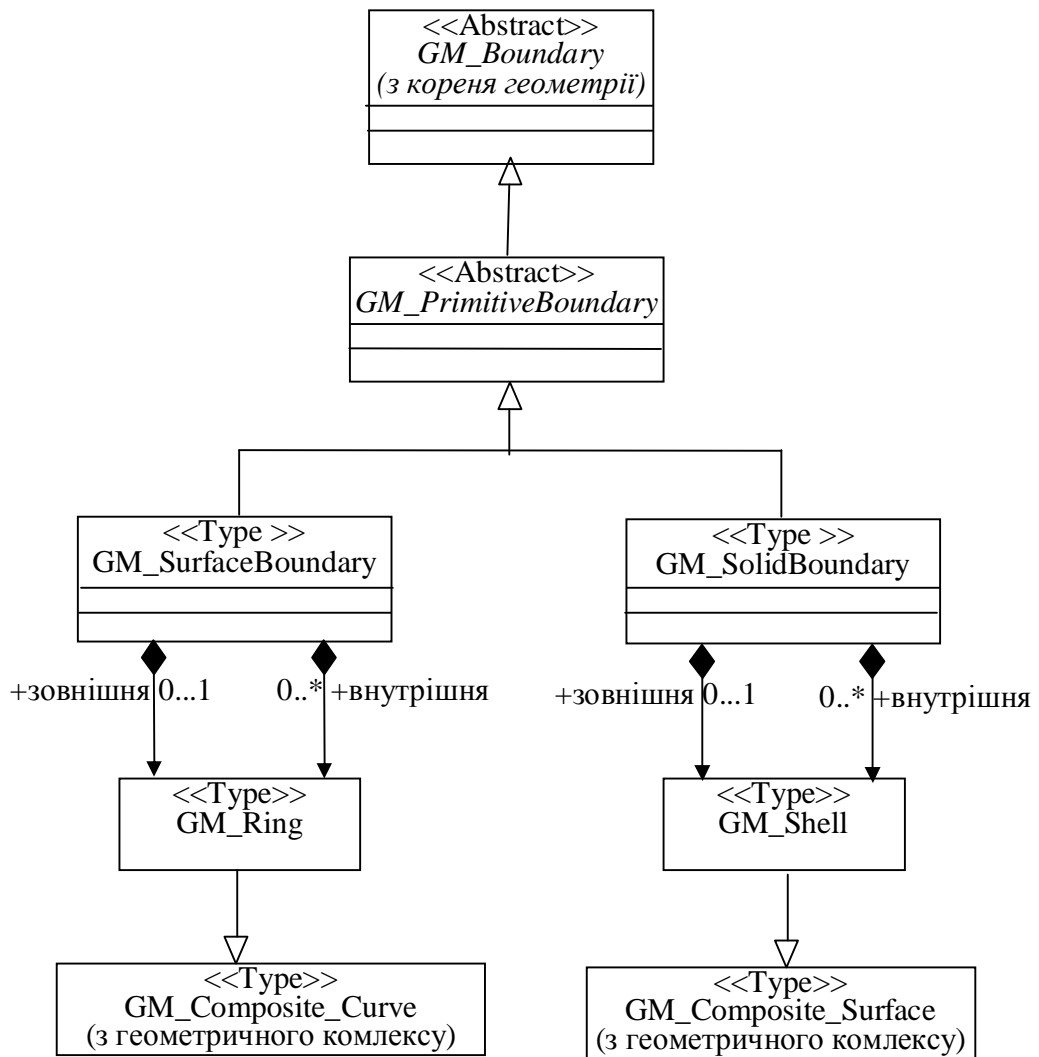 <<Abstract>>
GM_Boundary
(з кореня геометрії)
<<Abstract>>
GM_PrimitiveBoundary
<<Type >>
GM_SurfaceBoundary
<<Type >>
GM_SolidBoundary
+зовнішня 0...1 0..* +внутрішня
+зовнішня 0...1 0..* +внутрішня
<<Type>>
GM_Ring
<<Type>>
GM_Shell
<<Type>>
GM_Composite_Curve
(з геометричного комлексу)
<<Type>>
GM_Composite_Surface
(з геометричного комлексу)